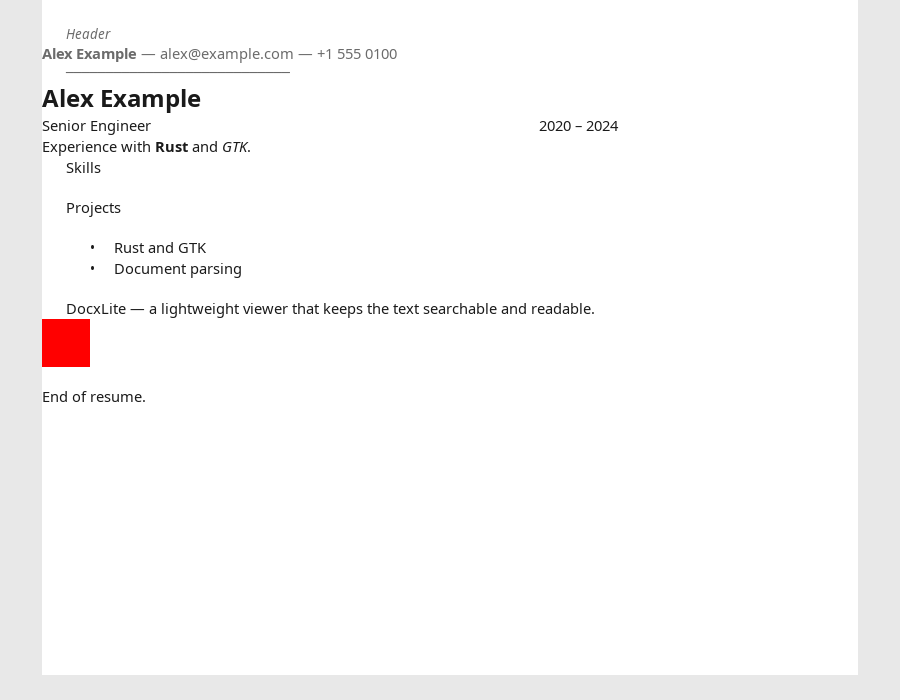 Header
Alex Example — alex@example.com — +1 555 0100
Alex Example
Senior Engineer 2020 – 2024
Experience with Rust and GTK.
Skills
Projects
• Rust and GTK
• Document parsing
DocxLite — a lightweight viewer that keeps the text searchable and readable.
End of resume.